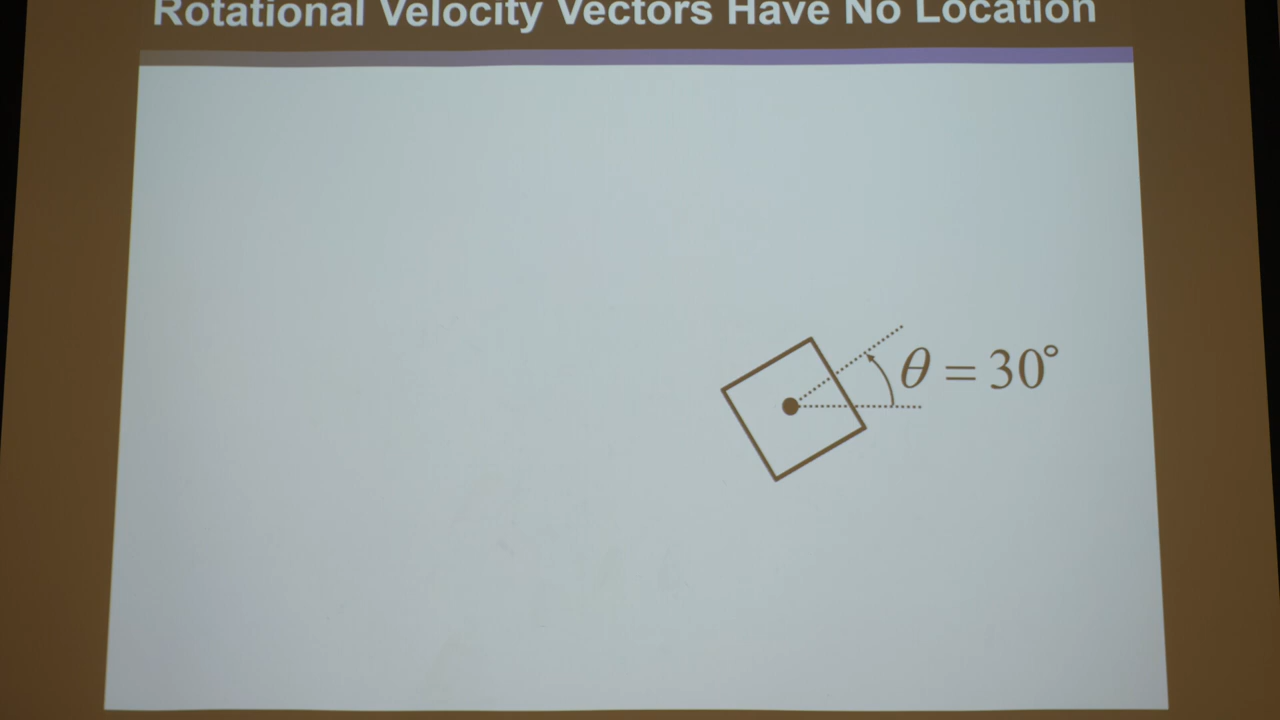 Rotational Velocity Vectors Have No Location
θ = 30°